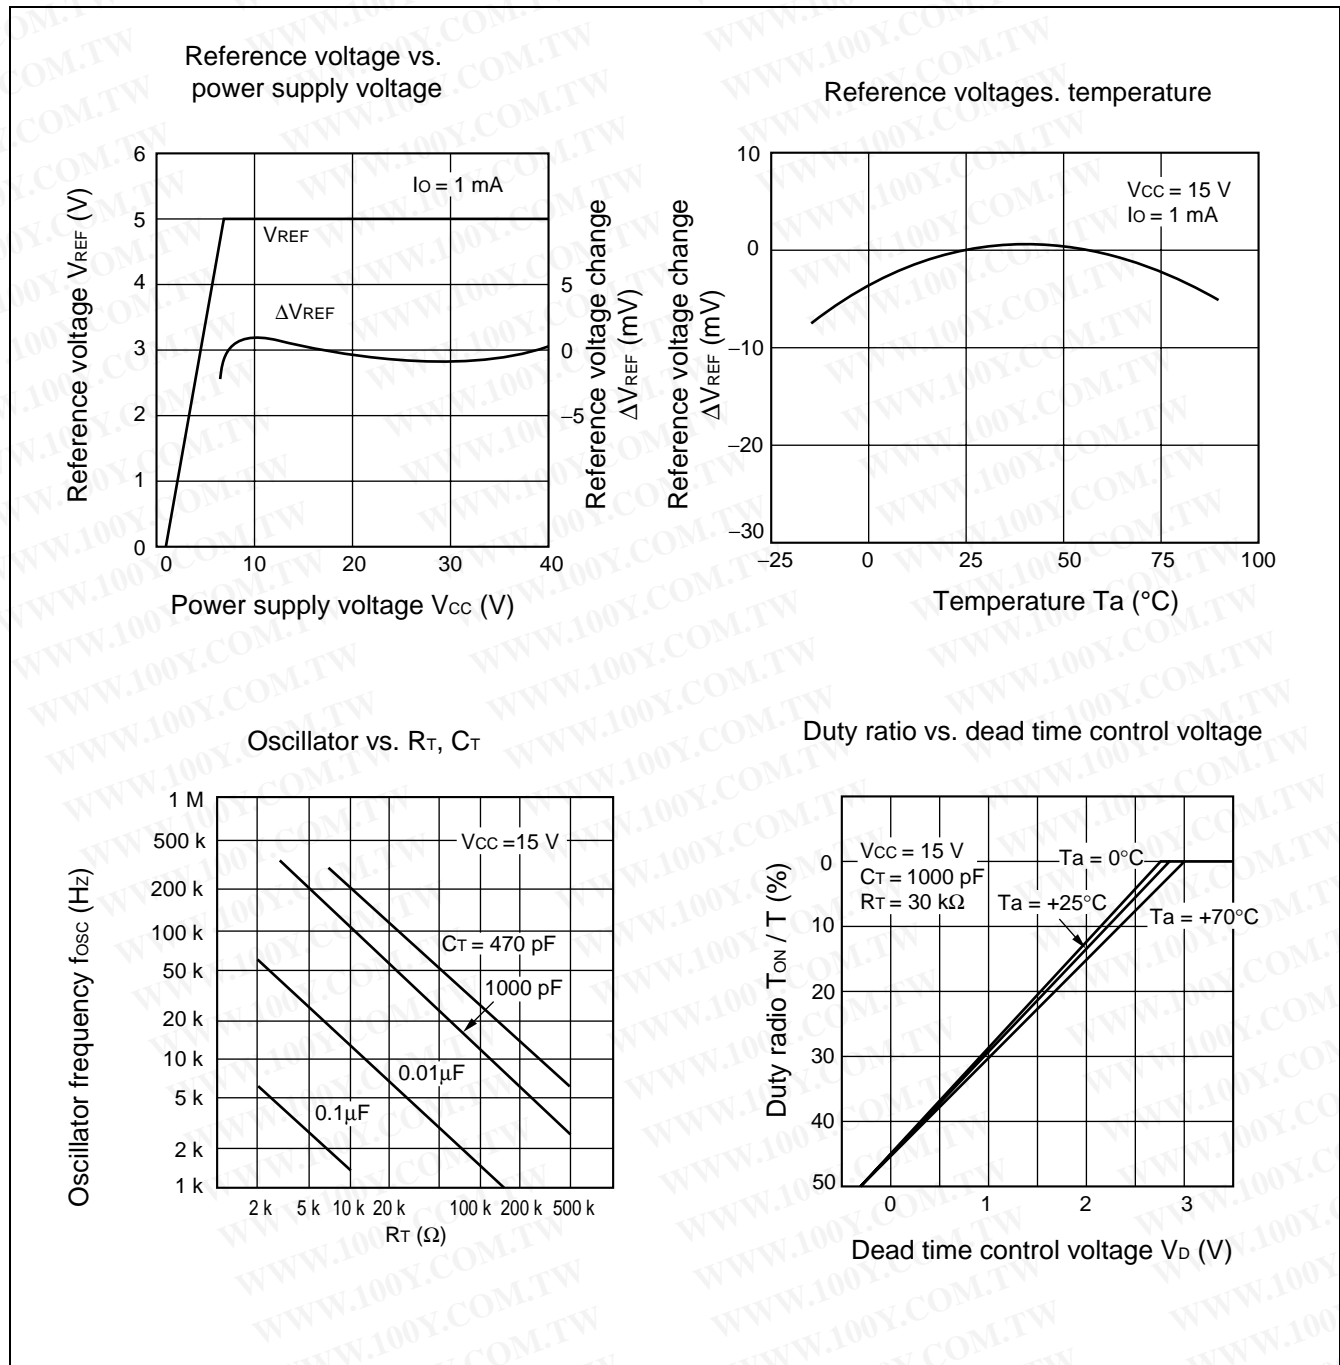 Reference voltage vs.
power supply voltage
6
5
4
3
2
1
0
Reference voltage VREF (V)
IO = 1 mA
VREF
ΔVREF
5
0
–5
Reference voltage change
ΔVREF (mV)
0 10 20 30 40
Power supply voltage VCC (V)
Reference voltages. temperature
10
0
–10
–20
–30
Reference voltage change
ΔVREF (mV)
VCC = 15 V
IO = 1 mA
–25 0 25 50 75 100
Temperature Ta (°C)
Oscillator vs. RT, CT
1 M
500 k
200 k
100 k
50 k
20 k
10 k
5 k
2 k
1 k
Oscillator frequency fOSC (Hz)
VCC =15 V
CT = 470 pF
1000 pF
0.01μF
0.1μF
2 k 5 k 10 k 20 k 100 k 200 k 500 k
RT (Ω)
Duty ratio vs. dead time control voltage
0
10
20
30
40
50
Duty radio TON / T (%)
VCC = 15 V
CT = 1000 pF
RT = 30 kΩ
Ta = 0°C
Ta = +25°C
Ta = +70°C
0 1 2 3
Dead time control voltage VD (V)
WWW.100Y.COM.TW